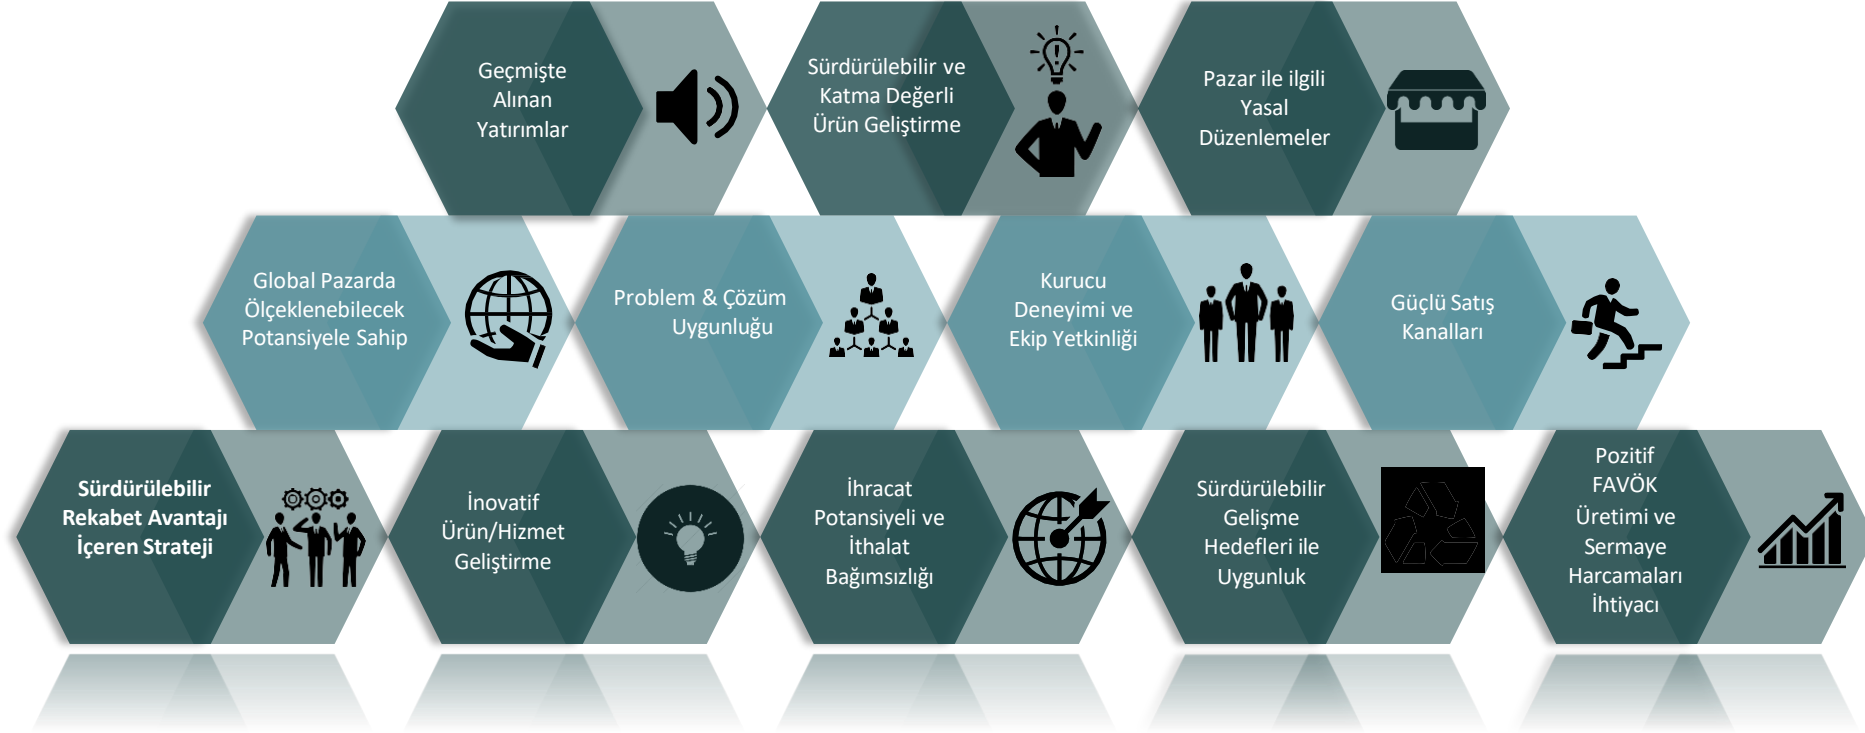 Geçmişte
Alınan
Yatırımlar
Sürdürülebilir ve
Katma Değerli
Ürün Geliştirme
Pazar ile ilgili
Yasal
Düzenlemeler
Global Pazarda
Ölçeklenebilecek
Potansiyele Sahip
Problem & Çözüm
Uygunluğu
Kurucu
Deneyimi ve
Ekip Yetkinliği
Güçlü Satış
Kanalları
Sürdürülebilir
Rekabet Avantajı
İçeren Strateji
İnovatif
Ürün/Hizmet
Geliştirme
İhracat
Potansiyeli ve
İthalat
Bağımsızlığı
Sürdürülebilir
Gelişme
Hedefleri ile
Uygunluk
Pozitif
FAVÖK
Üretimi ve
Sermaye
Harcamaları
İhtiyacı